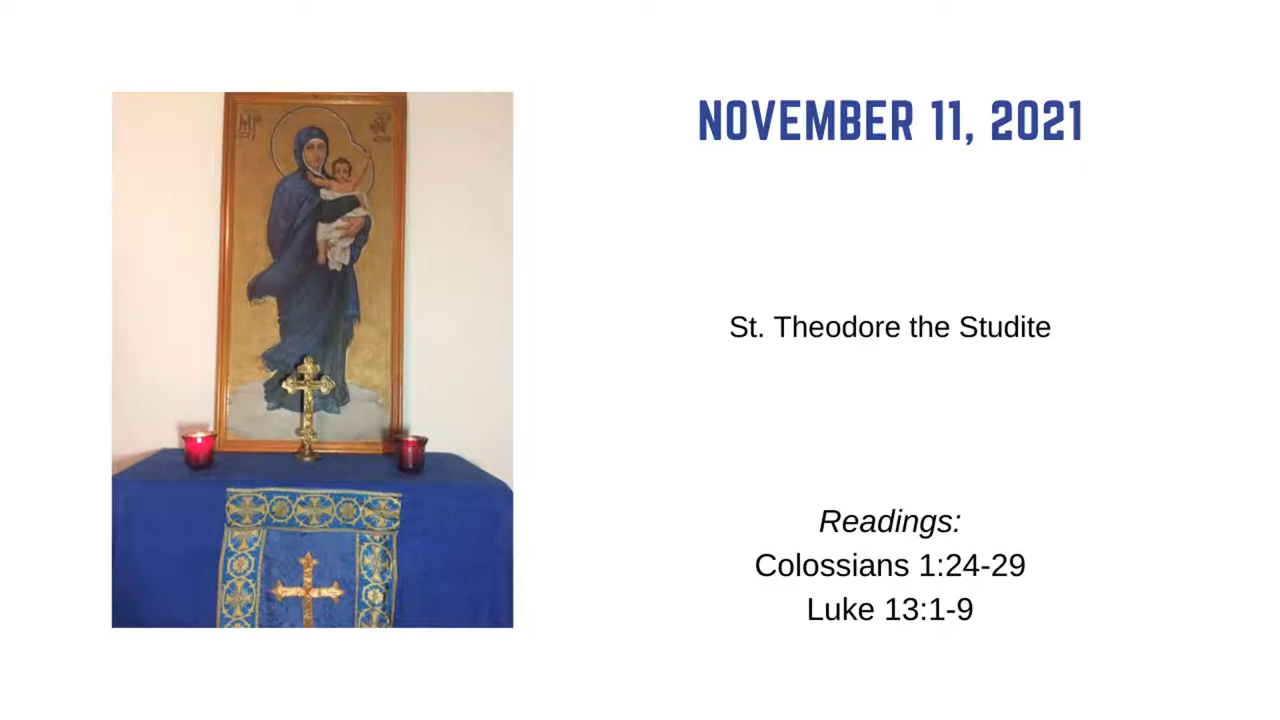 NOVEMBER 11, 2021
St. Theodore the Studite
Readings:
Colossians 1:24-29
Luke 13:1-9